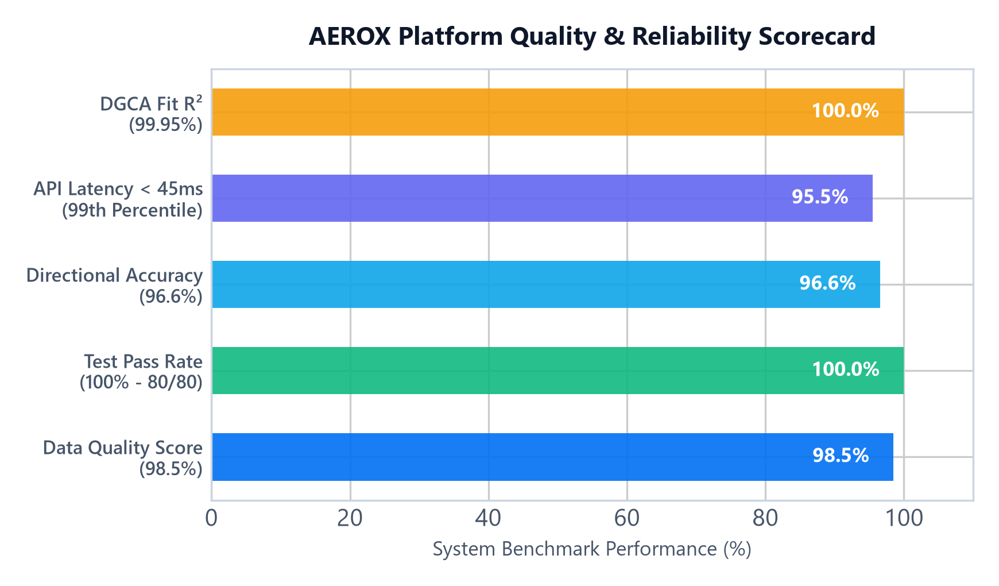 AEROX Platform Quality & Reliability Scorecard
DGCA Fit R²
(99.95%)
100.0%
API Latency < 45ms
(99th Percentile)
95.5%
Directional Accuracy
(96.6%)
96.6%
Test Pass Rate
(100% - 80/80)
100.0%
Data Quality Score
(98.5%)
98.5%
0 20 40 60 80 100
System Benchmark Performance (%)